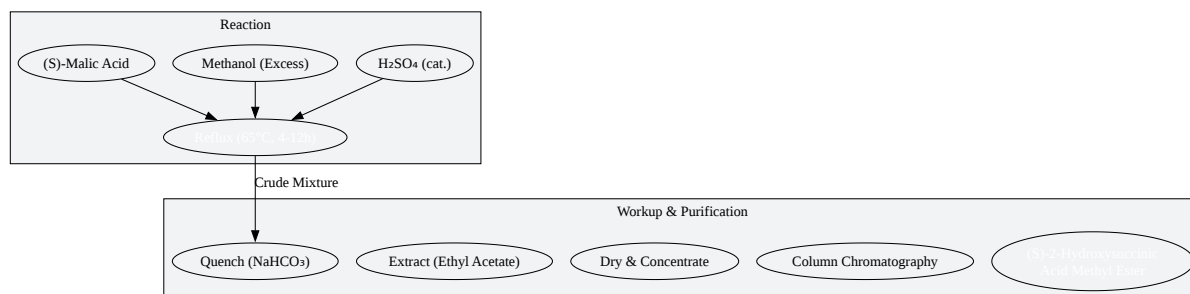 Reaction
(S)-Malic Acid
Methanol (Excess)
H₂SO₄ (cat.)
Reflux (65°C, 4-12h)
Crude Mixture
Workup & Purification
Quench (NaHCO₃)
Extract (Ethyl Acetate)
Dry & Concentrate
Column Chromatography
(S)-2-Hydroxysuccinic
Acid Methyl Ester